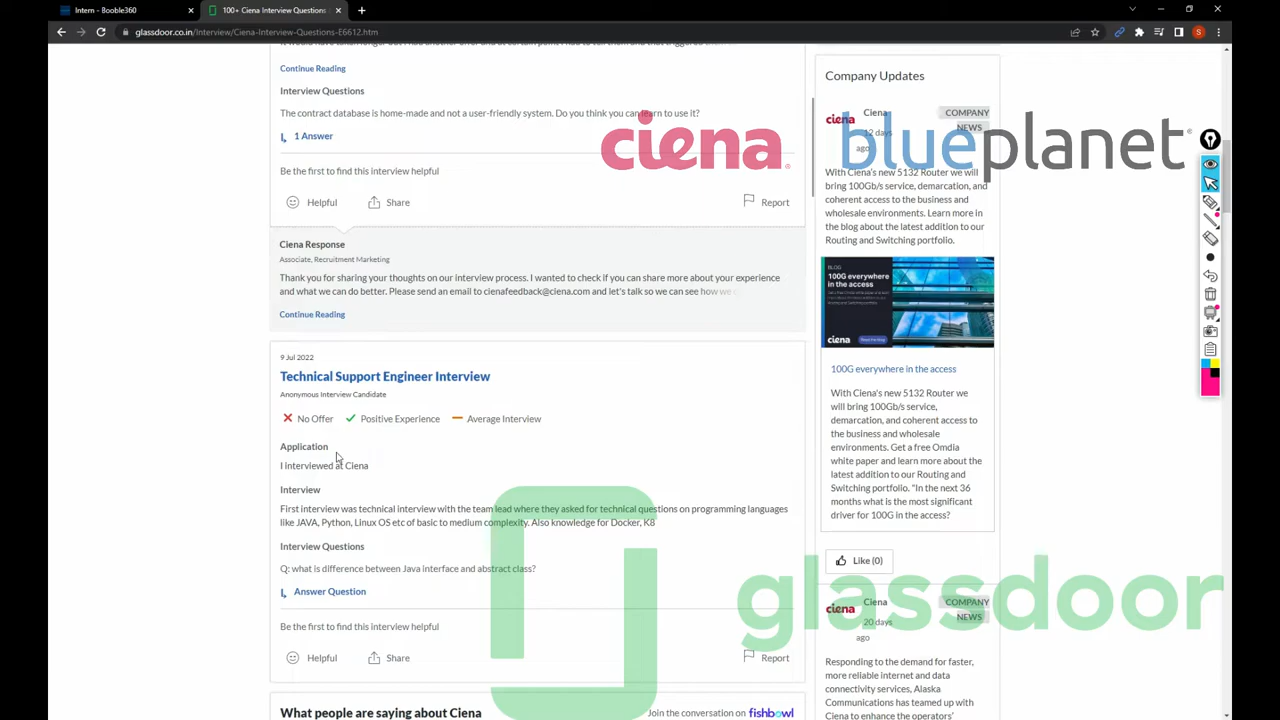 Intern - Booble360
100+ Ciena Interview Questions
glassdoor.co.in/Interview/Ciena-Interview-Questions-E6612.htm
S
Continue Reading
Interview Questions
The contract database is home-made and not a user-friendly system. Do you think you can learn to use it?
1 Answer
Be the first to find this interview helpful
Helpful
Share
Report
Ciena Response
Associate, Recruitment Marketing
Thank you for sharing your thoughts on our interview process. I wanted to check if you can share more about your experience
and what we can do better. Please send an email to cienafeedback@ciena.com and let's talk so we can see how we
Continue Reading
9 Jul 2022
Technical Support Engineer Interview
Anonymous Interview Candidate
No Offer
Positive Experience
Average Interview
Application
I interviewed at Ciena
Interview
First interview was technical interview with the team lead where they asked for technical questions on programming languages
like JAVA, Python, Linux OS etc of basic to medium complexity. Also knowledge for Docker, K8
Interview Questions
Q: what is difference between Java interface and abstract class?
Answer Question
Be the first to find this interview helpful
Helpful
Share
Report
What people are saying about Ciena
Join the conversation on fishbowl
Company Updates
ciena
Ciena
COMPANY
NEWS
12 days
ago
With Ciena's new 5132 Router we will
bring 100Gb/s service, demarcation, and
coherent access to the business and
wholesale environments. Learn more in
the blog about the latest addition to our
Routing and Switching portfolio.
BLOG
100G everywhere
in the access
ciena
Read the blog
100G everywhere in the access
With Ciena's new 5132 Router we
will bring 100Gb/s service,
demarcation, and coherent access to
the business and wholesale
environments. Get a free Omdia
white paper and learn more about the
latest addition to our Routing and
Switching portfolio. "In the next 36
months what is the most significant
driver for 100G in the access?
Like (0)
ciena
Ciena
COMPANY
NEWS
20 days
ago
Responding to the demand for faster,
more reliable internet and data
connectivity services, Alaska
Communications has teamed up with
Ciena to enhance the operators'
ciena.
blueplanet
glassdoor